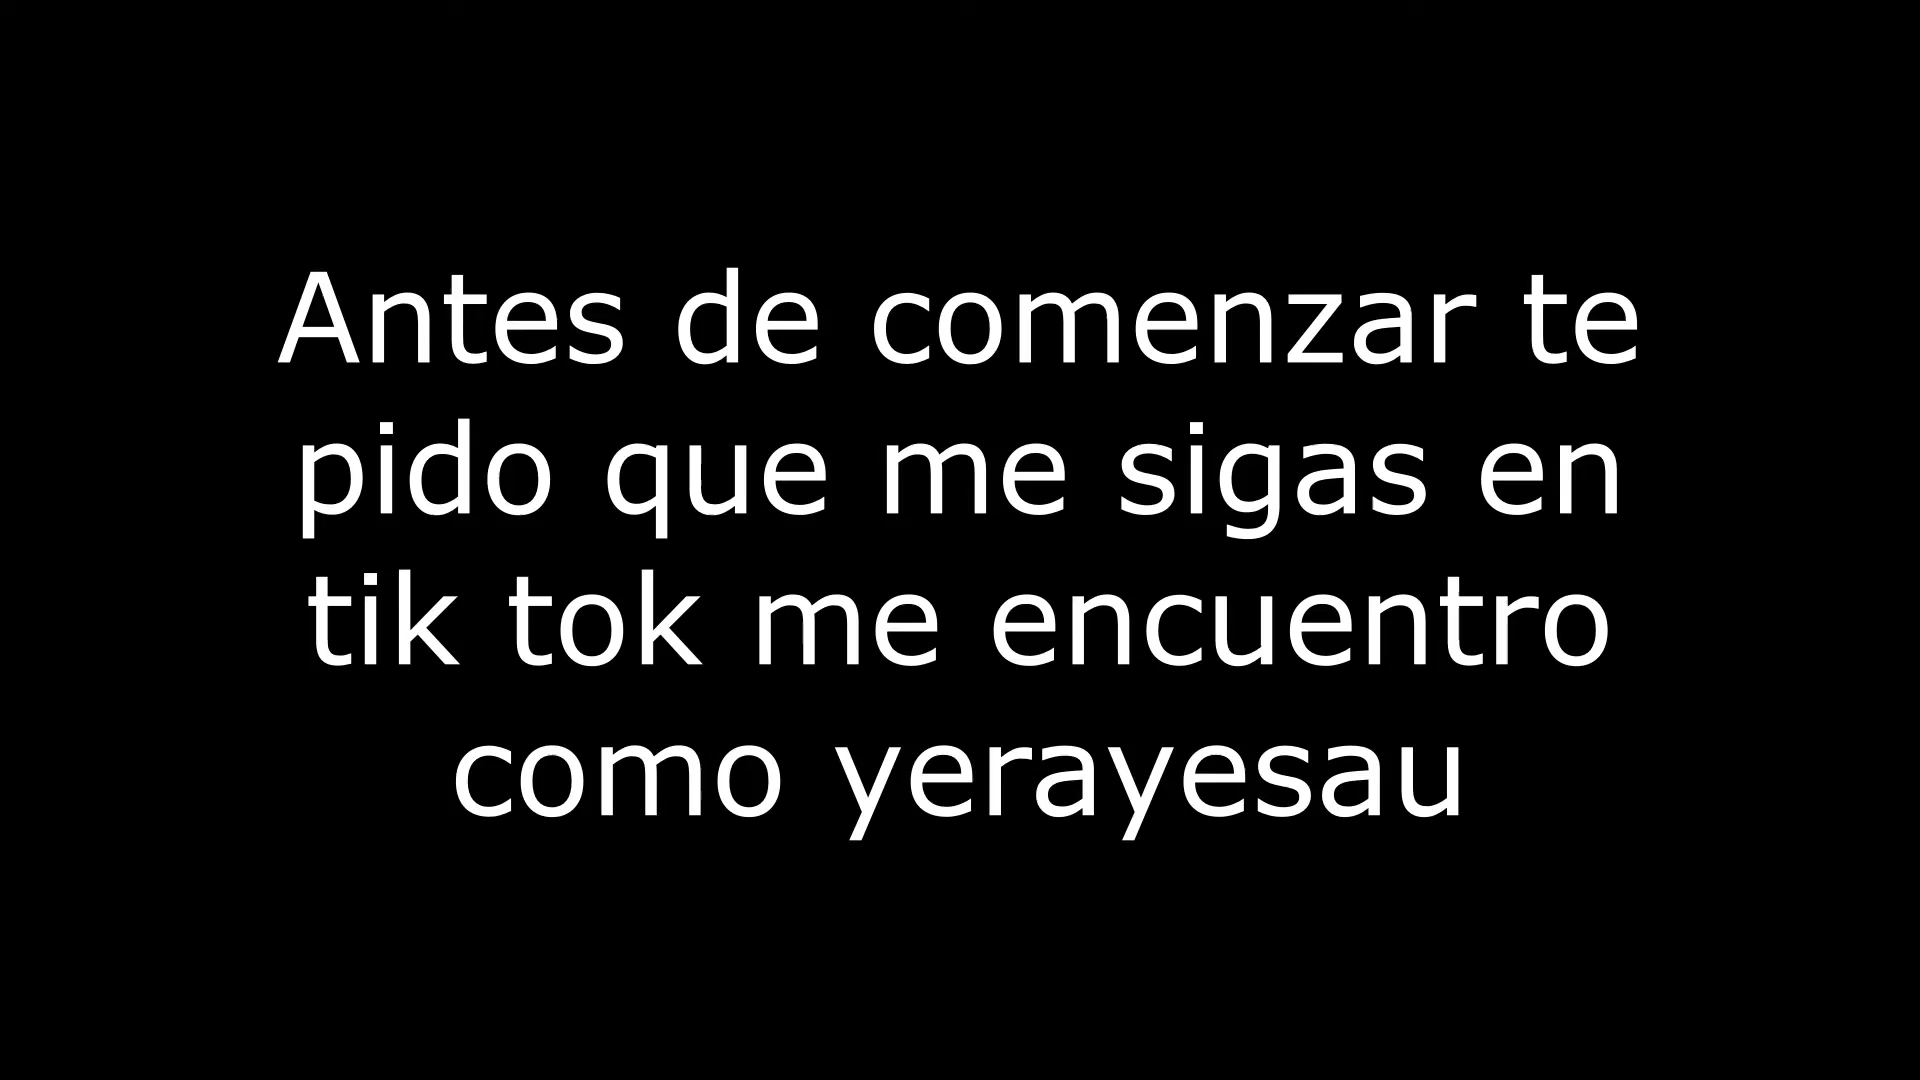 Antes de comenzar te
pido que me sigas en
tik tok me encuentro
como yerayesau